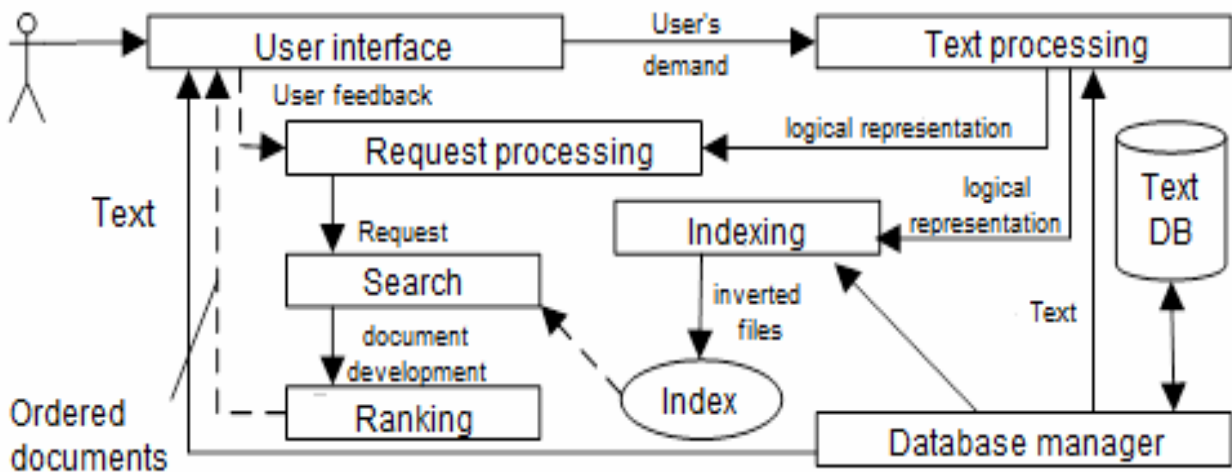 User interface
User's
demand
Text processing
User feedback
Request processing
logical representation
Text
DB
logical
representation
Text
Request
Indexing
Search
inverted
files
Text
document
development
Ordered
documents
Ranking
Index
Database manager